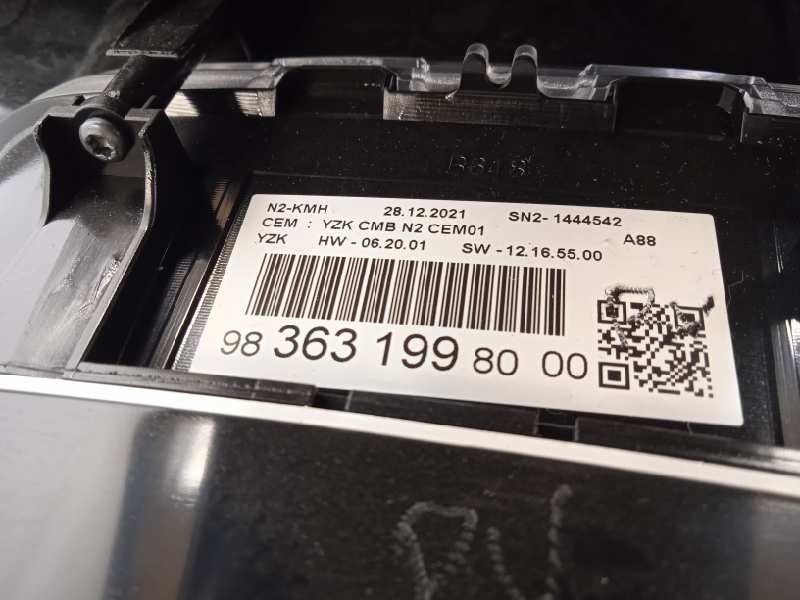 N2-KMH 28.12.2021 SN2- 1444542
CEM : YZK CMB N2 CEM01 A88
YZK HW - 06.20.01 SW - 12.16.55.00
98 363 199 80 00